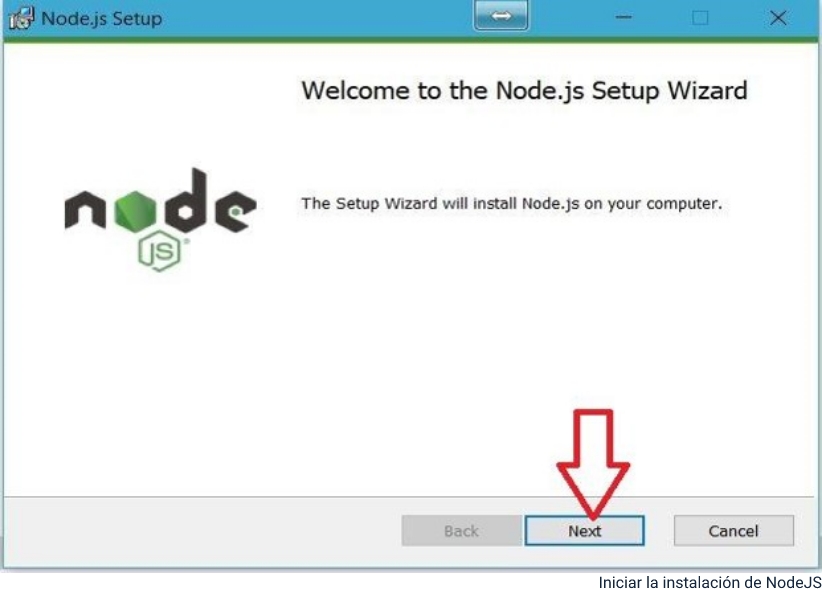 Node.js Setup
Welcome to the Node.js Setup Wizard
node
JS
The Setup Wizard will install Node.js on your computer.
Back
Next
Cancel
Iniciar la instalación de NodeJS